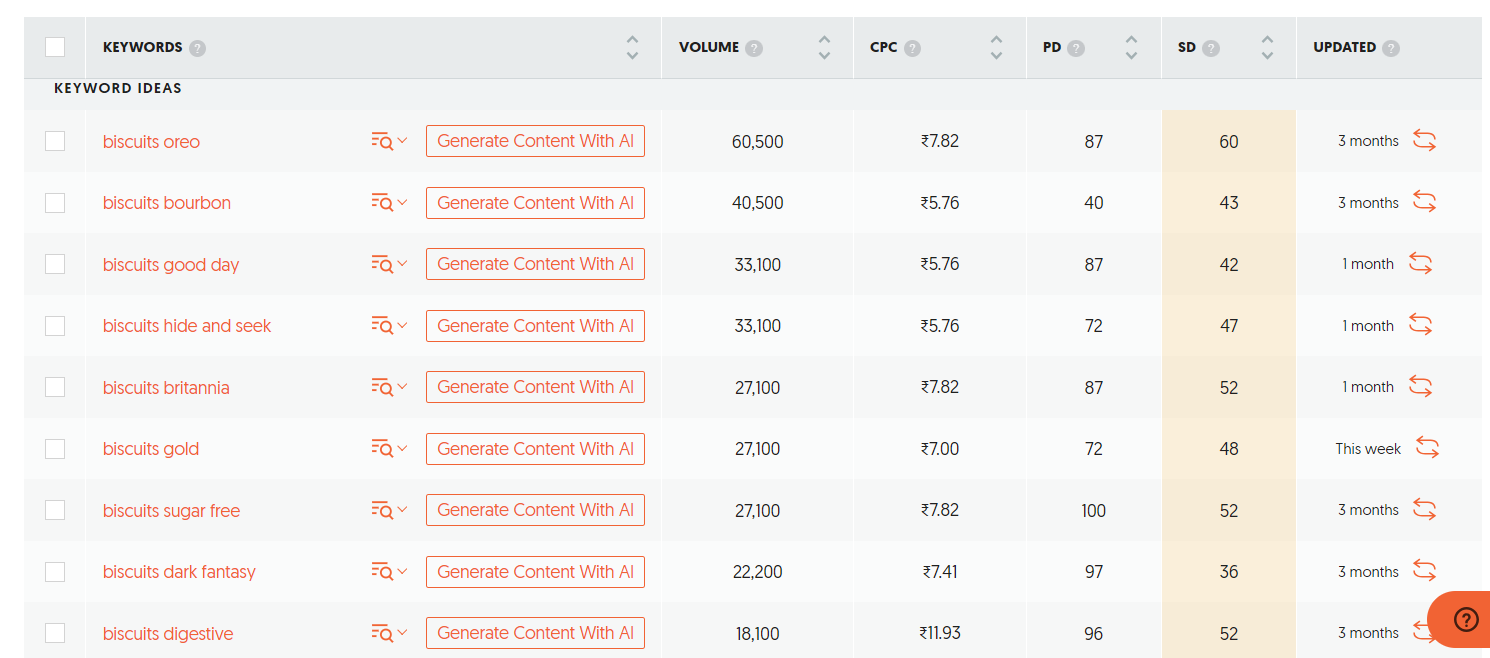 KEYWORDS ? VOLUME ? CPC ? PD ? SD ? UPDATED ?
KEYWORD IDEAS
biscuits oreo Generate Content With AI 60,500 ₹7.82 87 60 3 months
biscuits bourbon Generate Content With AI 40,500 ₹5.76 40 43 3 months
biscuits good day Generate Content With AI 33,100 ₹5.76 87 42 1 month
biscuits hide and seek Generate Content With AI 33,100 ₹5.76 72 47 1 month
biscuits britannia Generate Content With AI 27,100 ₹7.82 87 52 1 month
biscuits gold Generate Content With AI 27,100 ₹7.00 72 48 This week
biscuits sugar free Generate Content With AI 27,100 ₹7.82 100 52 3 months
biscuits dark fantasy Generate Content With AI 22,200 ₹7.41 97 36 3 months
biscuits digestive Generate Content With AI 18,100 ₹11.93 96 52 3 months
?